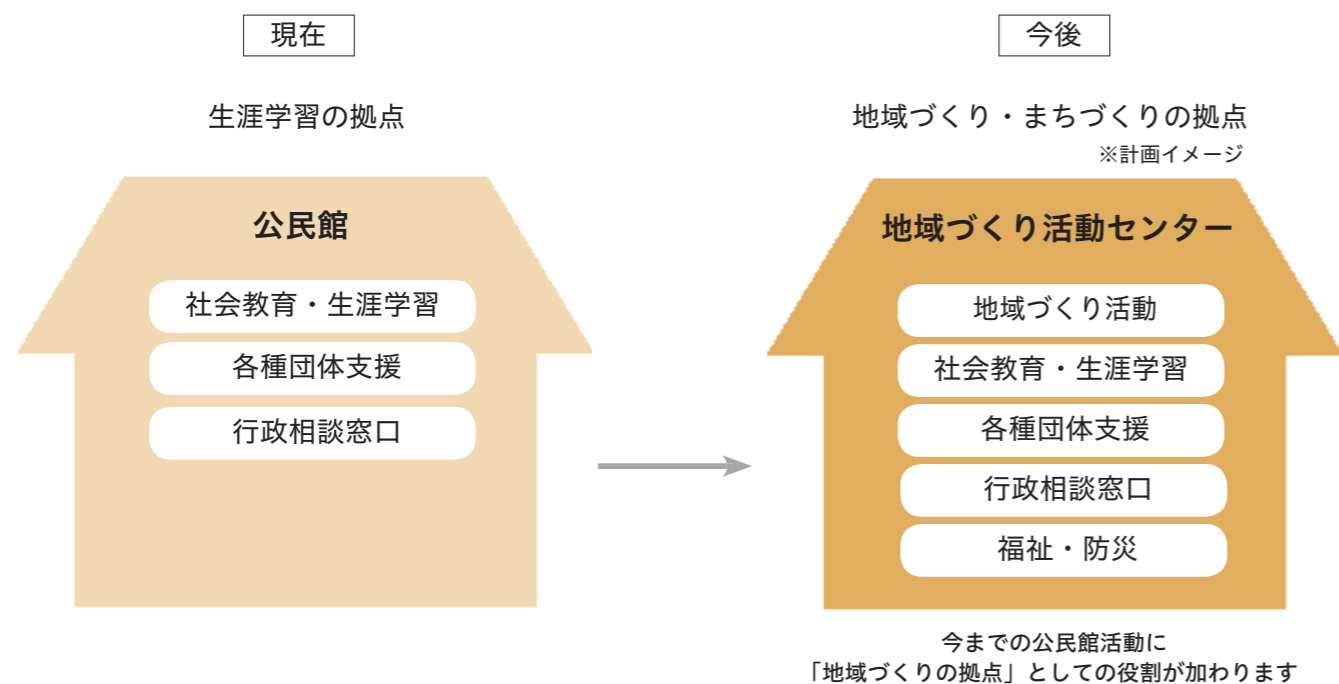 現在
生涯学習の拠点
公民館
社会教育・生涯学習
各種団体支援
行政相談窓口
今後
地域づくり・まちづくりの拠点
※計画イメージ
地域づくり活動センター
地域づくり活動
社会教育・生涯学習
各種団体支援
行政相談窓口
福祉・防災
今までの公民館活動に
「地域づくりの拠点」としての役割が加わります